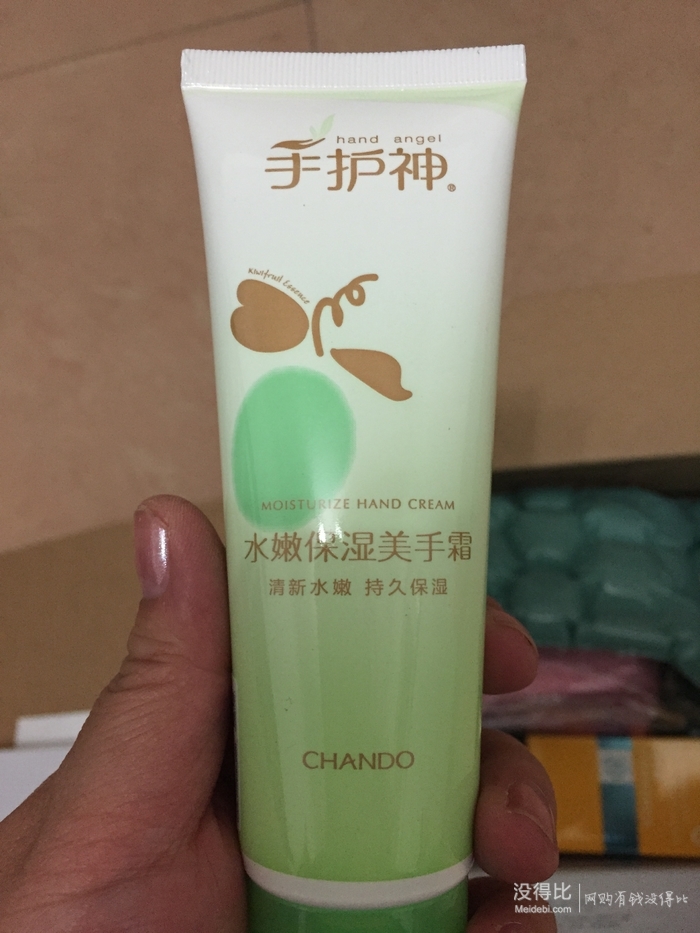 hand angel
手护神®
Kiwifruit Essence
MOISTURIZE HAND CREAM
水嫩保湿美手霜
清新水嫩 持久保湿
CHANDO
没得比 网购有钱没得比
Meidebi.com